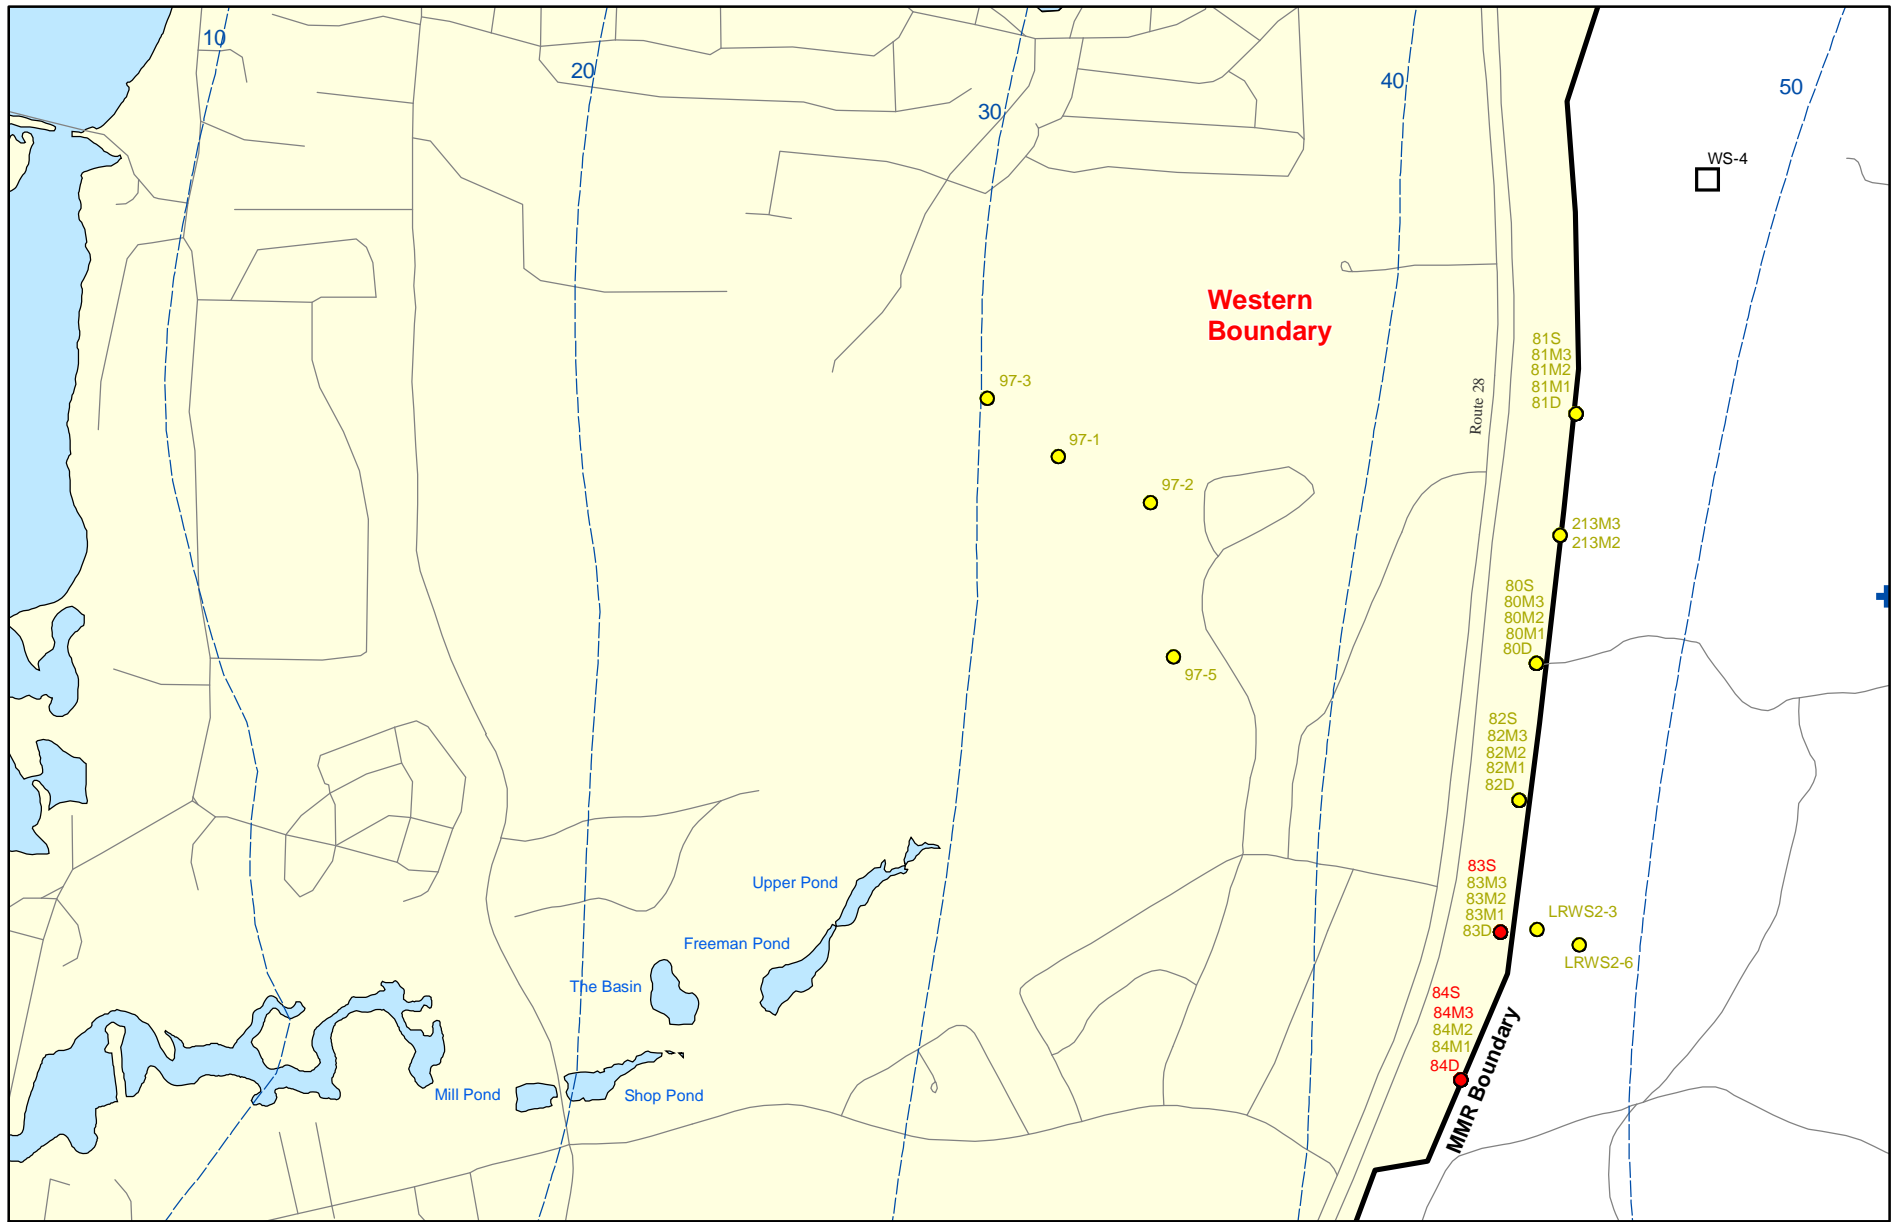 10
20
30
40
50
WS-4
Western
Boundary
81S
81M3
81M2
81M1
81D
97-3
Route 28
97-1
97-2
213M3
213M2
80S
80M3
80M2
80M1
80D
97-5
82S
82M3
82M2
82M1
82D
83S
83M3
83M2
83M1
83D
LRWS2-3
LRWS2-6
Upper Pond
Freeman Pond
The Basin
84S
84M3
84M2
84M1
84D
MMR Boundary
Mill Pond
Shop Pond